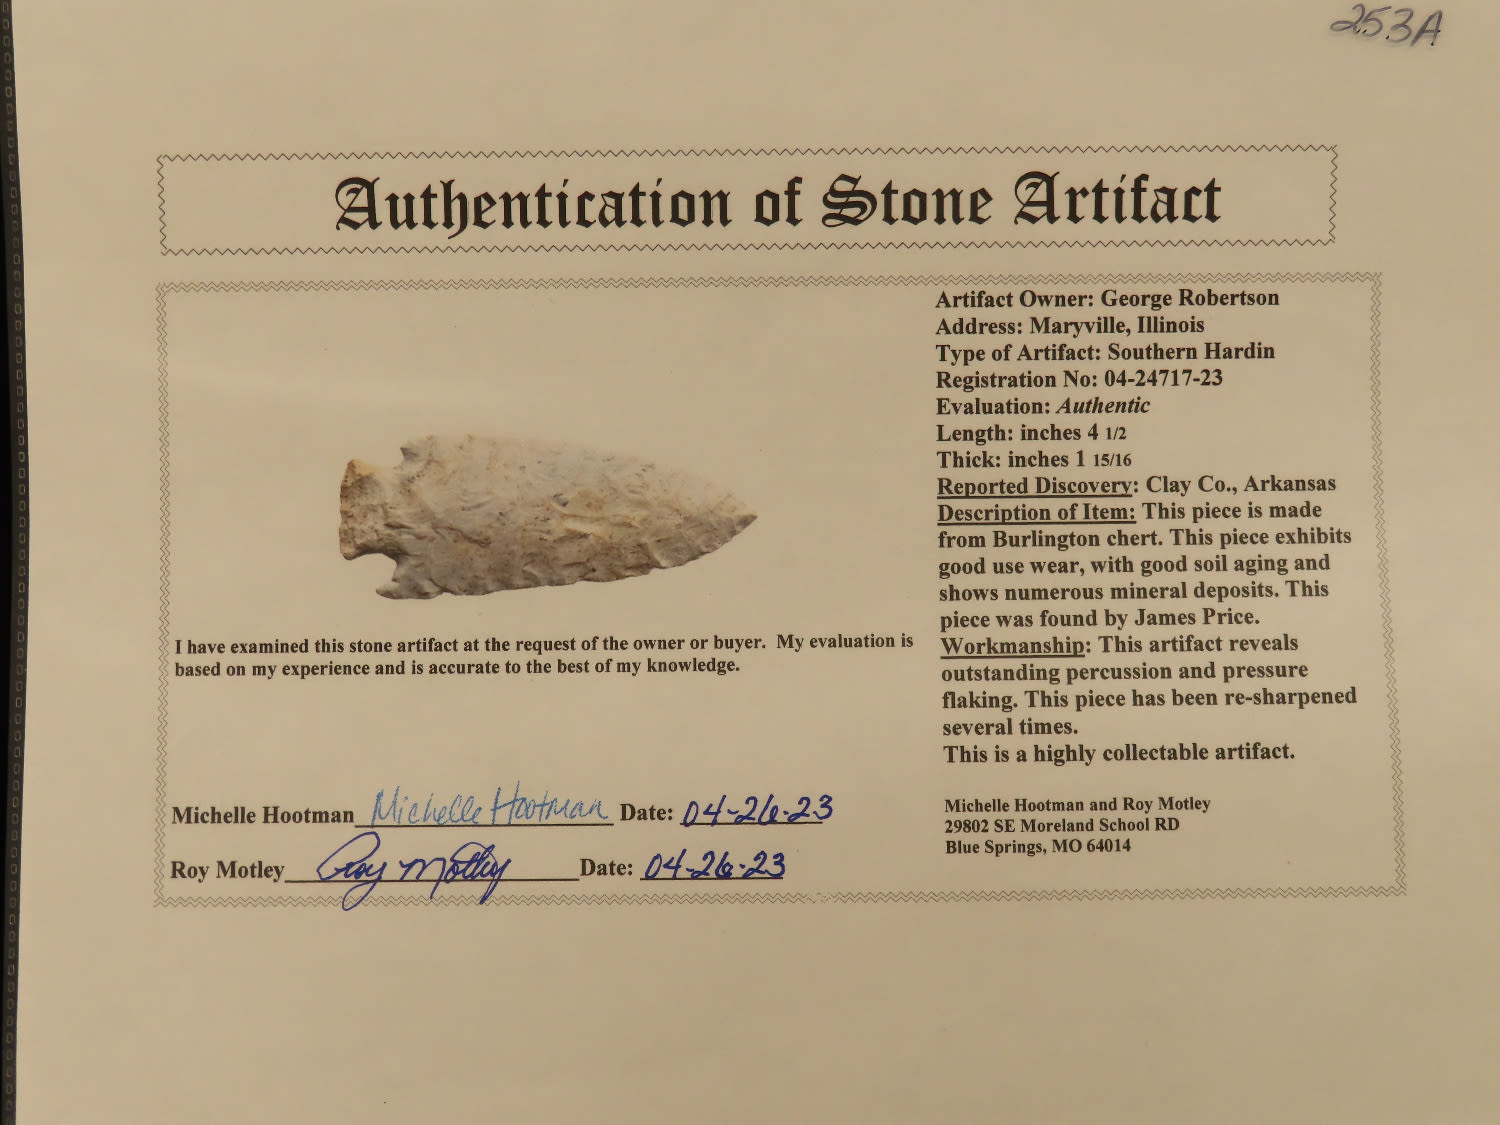 253A
Authentication of Stone Artifact
Artifact Owner: George Robertson
Address: Maryville, Illinois
Type of Artifact: Southern Hardin
Registration No: 04-24717-23
Evaluation: Authentic
Length: inches 4 1/2
Thick: inches 1 15/16
Reported Discovery: Clay Co., Arkansas
Description of Item: This piece is made
from Burlington chert. This piece exhibits
good use wear, with good soil aging and
shows numerous mineral deposits. This
piece was found by James Price.
Workmanship: This artifact reveals
outstanding percussion and pressure
flaking. This piece has been re-sharpened
several times.
This is a highly collectable artifact.
I have examined this stone artifact at the request of the owner or buyer. My evaluation is
based on my experience and is accurate to the best of my knowledge.
Michelle Hootman Michelle Hootman Date: 04-26-23
Roy Motley Roy Motley Date: 04-26-23
Michelle Hootman and Roy Motley
29802 SE Moreland School RD
Blue Springs, MO 64014